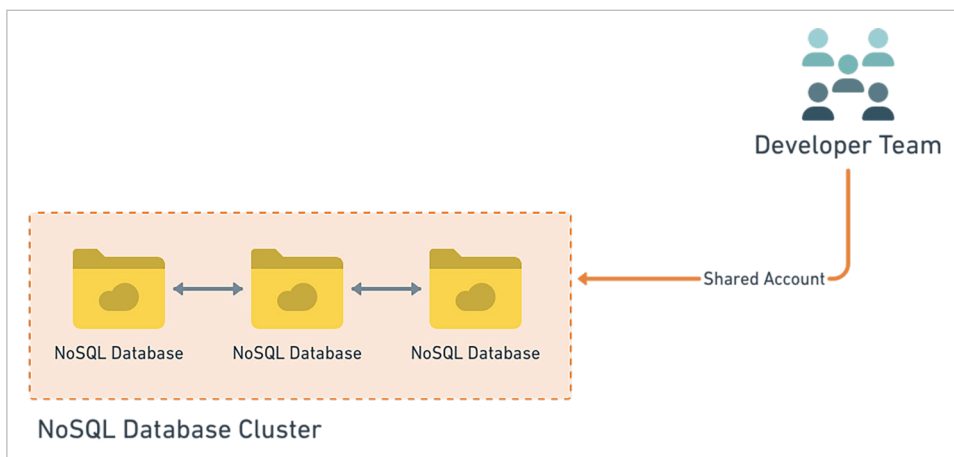 Developer Team
Shared Account
NoSQL Database
NoSQL Database
NoSQL Database
NoSQL Database Cluster